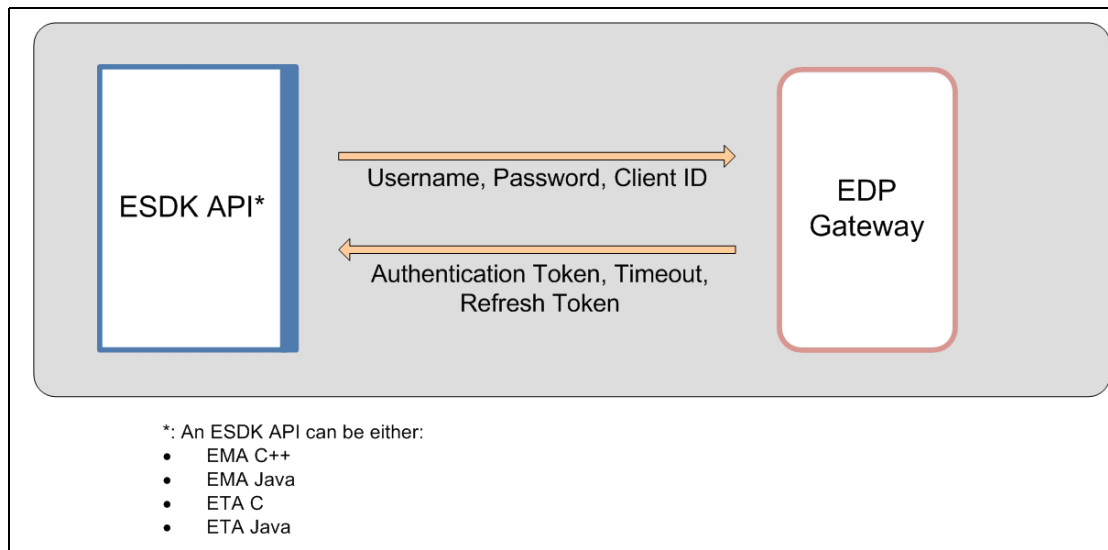 ESDK API*
Username, Password, Client ID
Authentication Token, Timeout,
Refresh Token
EDP
Gateway
*: An ESDK API can be either:
• EMA C++
• EMA Java
• ETA C
• ETA Java